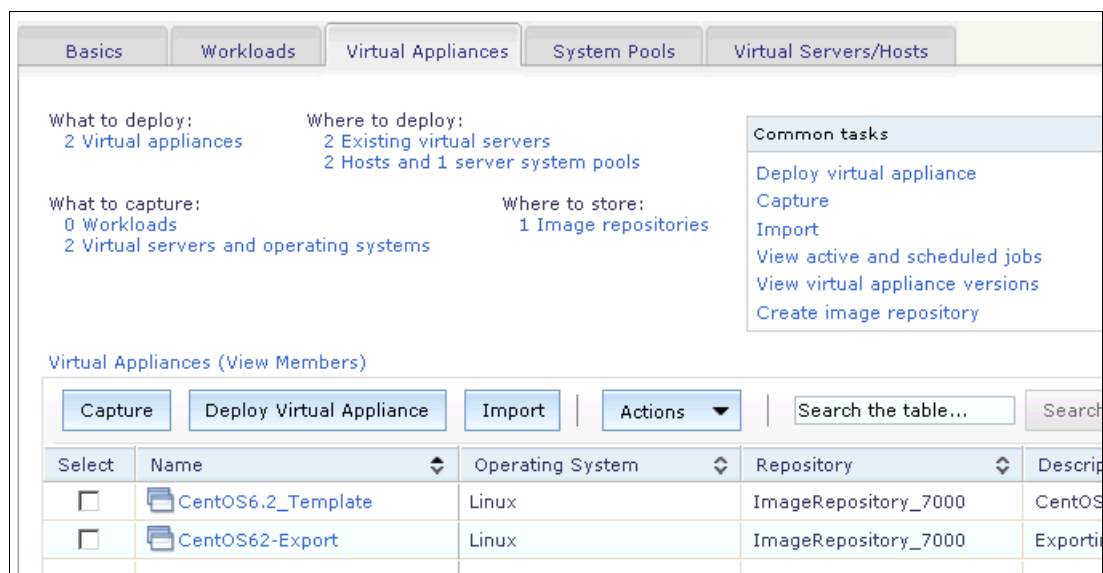 Basics Workloads Virtual Appliances System Pools Virtual Servers/Hosts
What to deploy:
2 Virtual appliances
Where to deploy:
2 Existing virtual servers
2 Hosts and 1 server system pools
What to capture:
0 Workloads
2 Virtual servers and operating systems
Where to store:
1 Image repositories
Common tasks
Deploy virtual appliance
Capture
Import
View active and scheduled jobs
View virtual appliance versions
Create image repository
Virtual Appliances (View Members)
Capture Deploy Virtual Appliance Import Actions Search the table... Search
Select Name Operating System Repository Descrip
CentOS6.2_Template Linux ImageRepository_7000 CentOS
CentOS62-Export Linux ImageRepository_7000 Exporti